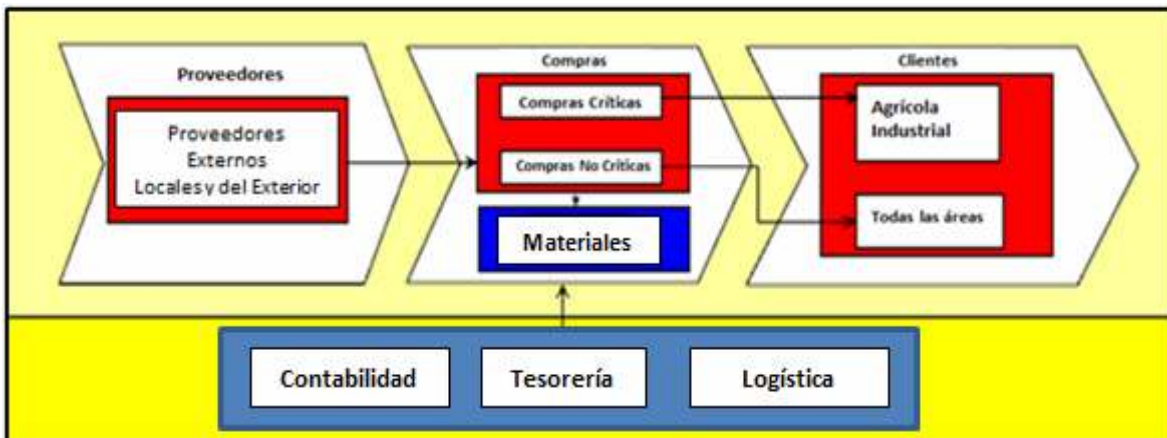 Proveedores
Proveedores
Externos
Locales y del Exterior
Compras
Compras Críticas
Compras No Críticas
Materiales
Clientes
Agrícola
Industrial
Todas las áreas
Contabilidad
Tesorería
Logística